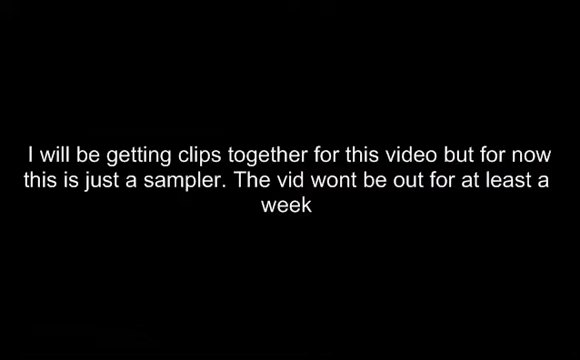 I will be getting clips together for this video but for now
this is just a sampler. The vid wont be out for at least a
week